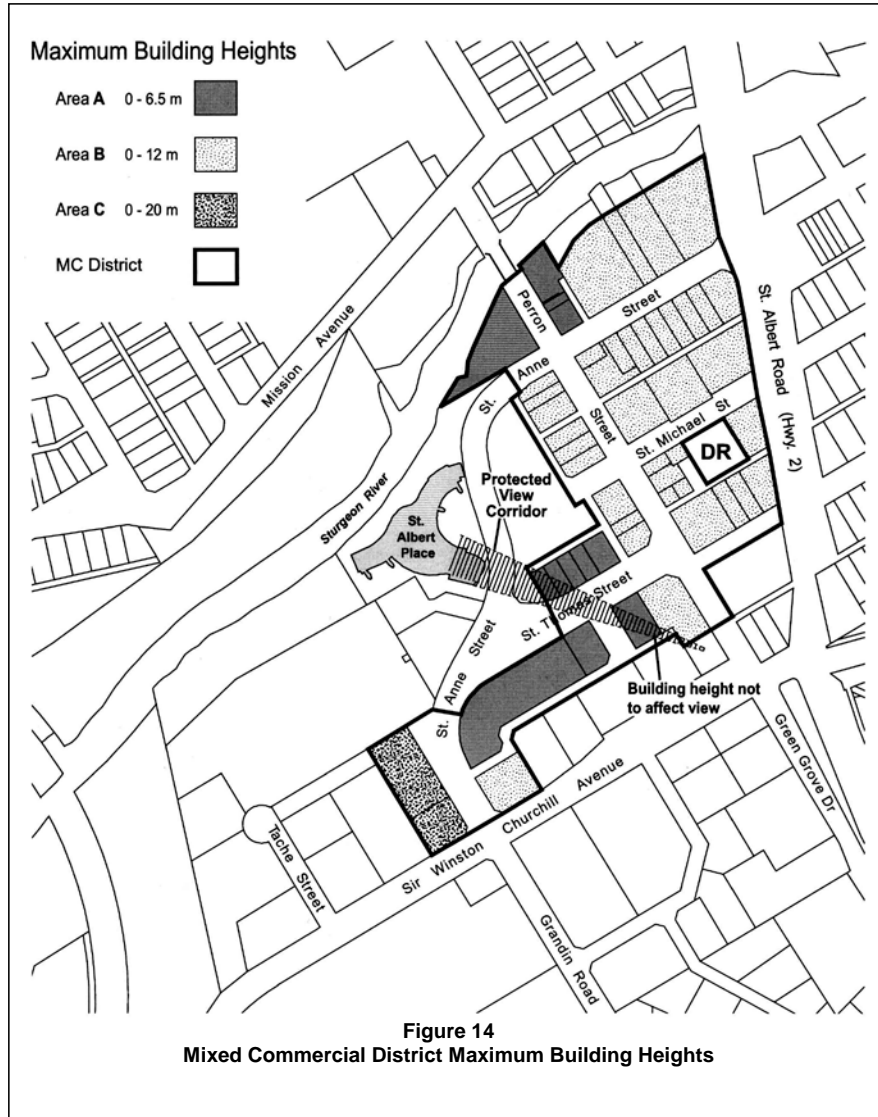 Maximum Building Heights
Area A 0 - 6.5 m
Area B 0 - 12 m
Area C 0 - 20 m
MC District
Mission Avenue
Perron
Street
St. Anne
Street
St. Albert Road (Hwy. 2)
St. Michael St
DR
Sturgeon River
Protected
View
Corridor
St.
Albert
Place
St. Thomas Street
St. Anne Street
Building height not
to affect view
Sir Winston Churchill Avenue
Green Grove Dr
Tache Street
Grandin Road
Figure 14
Mixed Commercial District Maximum Building Heights